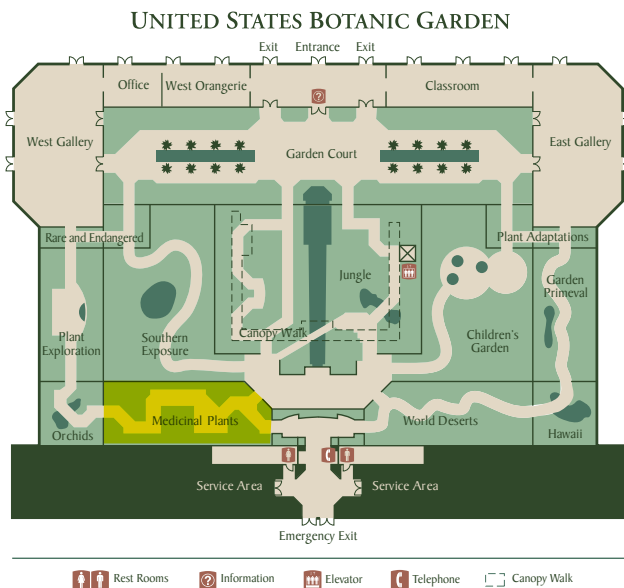 UNITED STATES BOTANIC GARDEN
Exit Entrance Exit
Office
West Orangerie
Classroom
West Gallery
Garden Court
East Gallery
Rare and Endangered
Plant Adaptations
Jungle
Garden
Primeval
Canopy Walk
Plant
Exploration
Southern
Exposure
Children's
Garden
Orchids
Medicinal Plants
World Deserts
Hawaii
Service Area
Service Area
Emergency Exit
Rest Rooms
? Information
Elevator
Telephone
Canopy Walk